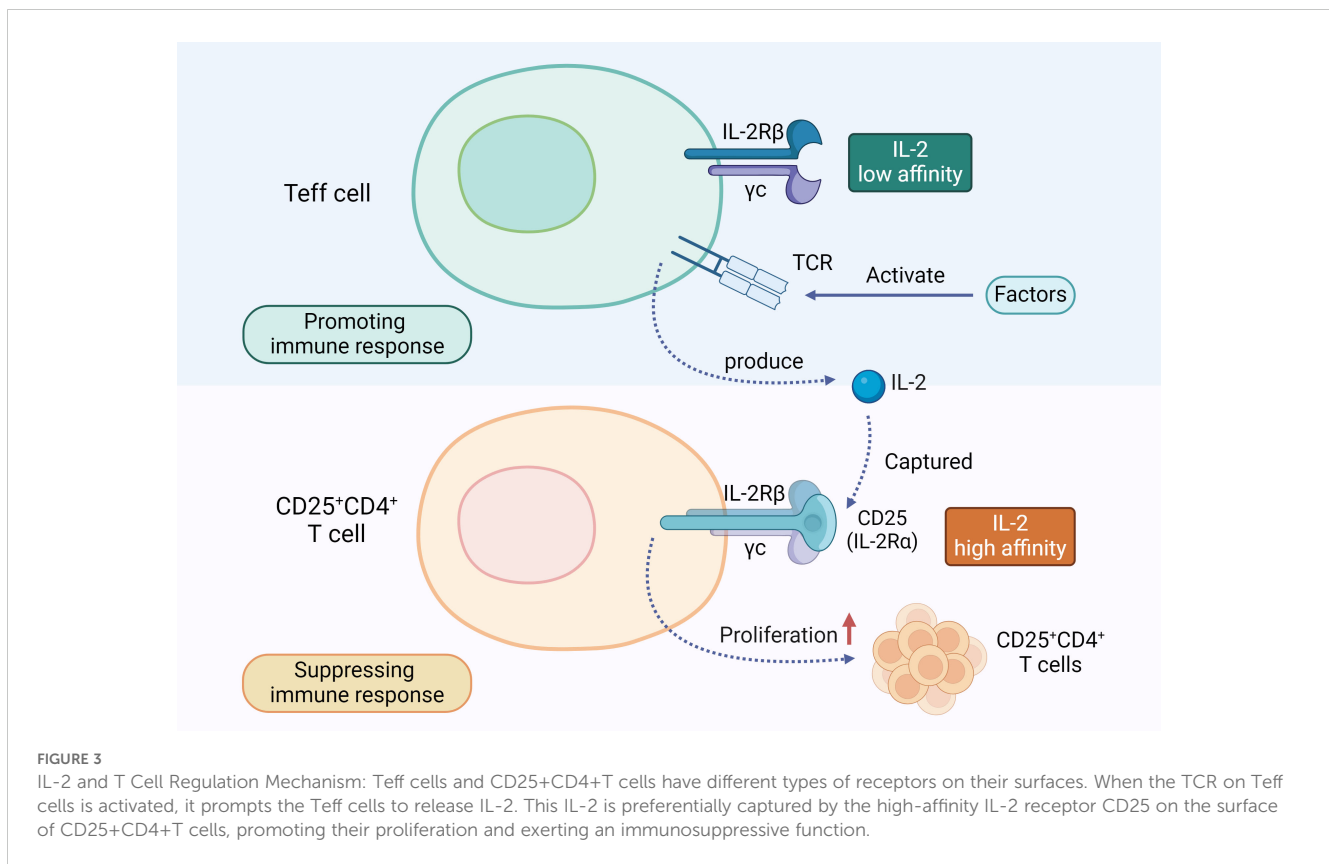 Teff cell
IL-2Rβ
γc
IL-2
low affinity
TCR
Activate
Factors
Promoting
immune response
produce
IL-2
Captured
CD25⁺CD4⁺
T cell
IL-2Rβ
γc
CD25
(IL-2Rα)
IL-2
high affinity
Proliferation
CD25⁺CD4⁺
T cells
Suppressing
immune response
FIGURE 3
IL-2 and T Cell Regulation Mechanism: Teff cells and CD25+CD4+T cells have different types of receptors on their surfaces. When the TCR on Teff
cells is activated, it prompts the Teff cells to release IL-2. This IL-2 is preferentially captured by the high-affinity IL-2 receptor CD25 on the surface
of CD25+CD4+T cells, promoting their proliferation and exerting an immunosuppressive function.